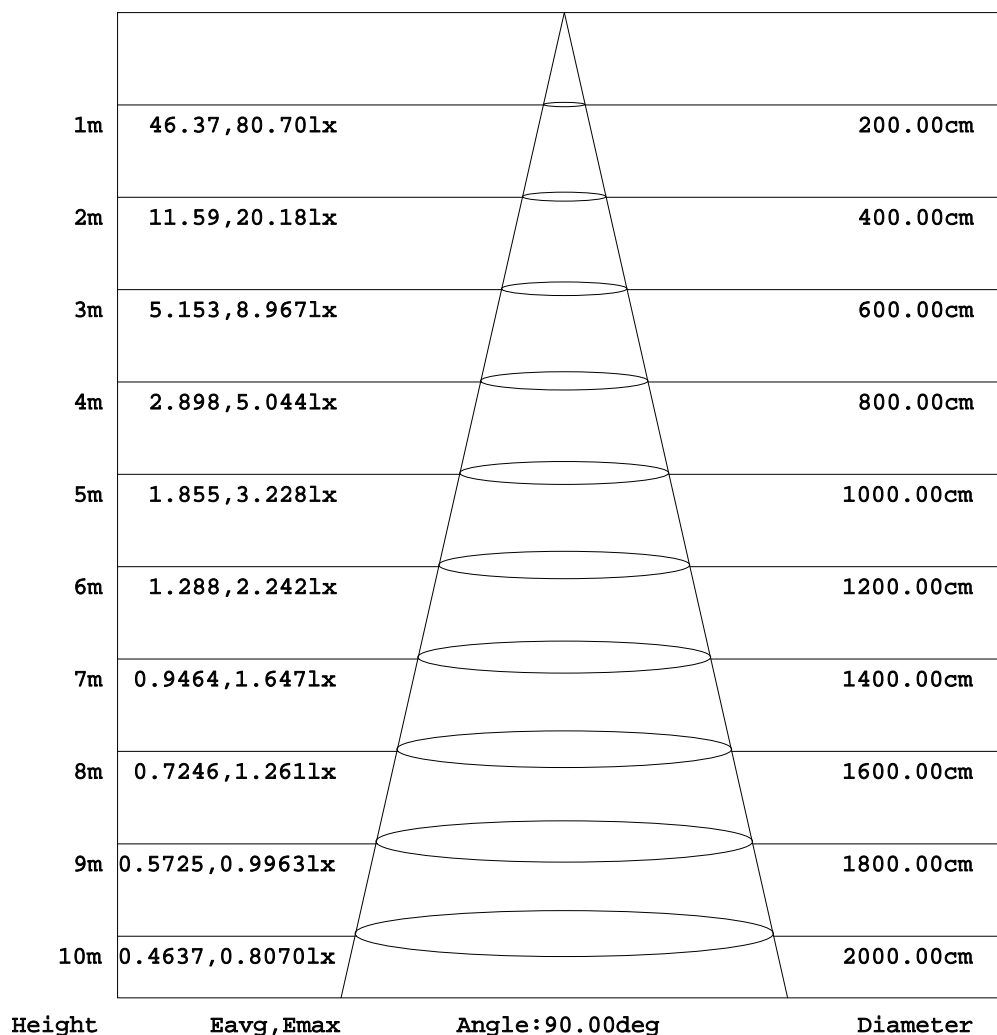 1m 46.37,80.70lx 200.00cm
2m 11.59,20.18lx 400.00cm
3m 5.153,8.967lx 600.00cm
4m 2.898,5.044lx 800.00cm
5m 1.855,3.228lx 1000.00cm
6m 1.288,2.242lx 1200.00cm
7m 0.9464,1.647lx 1400.00cm
8m 0.7246,1.261lx 1600.00cm
9m 0.5725,0.9963lx 1800.00cm
10m 0.4637,0.8070lx 2000.00cm
Height Eavg,Emax Angle:90.00deg Diameter